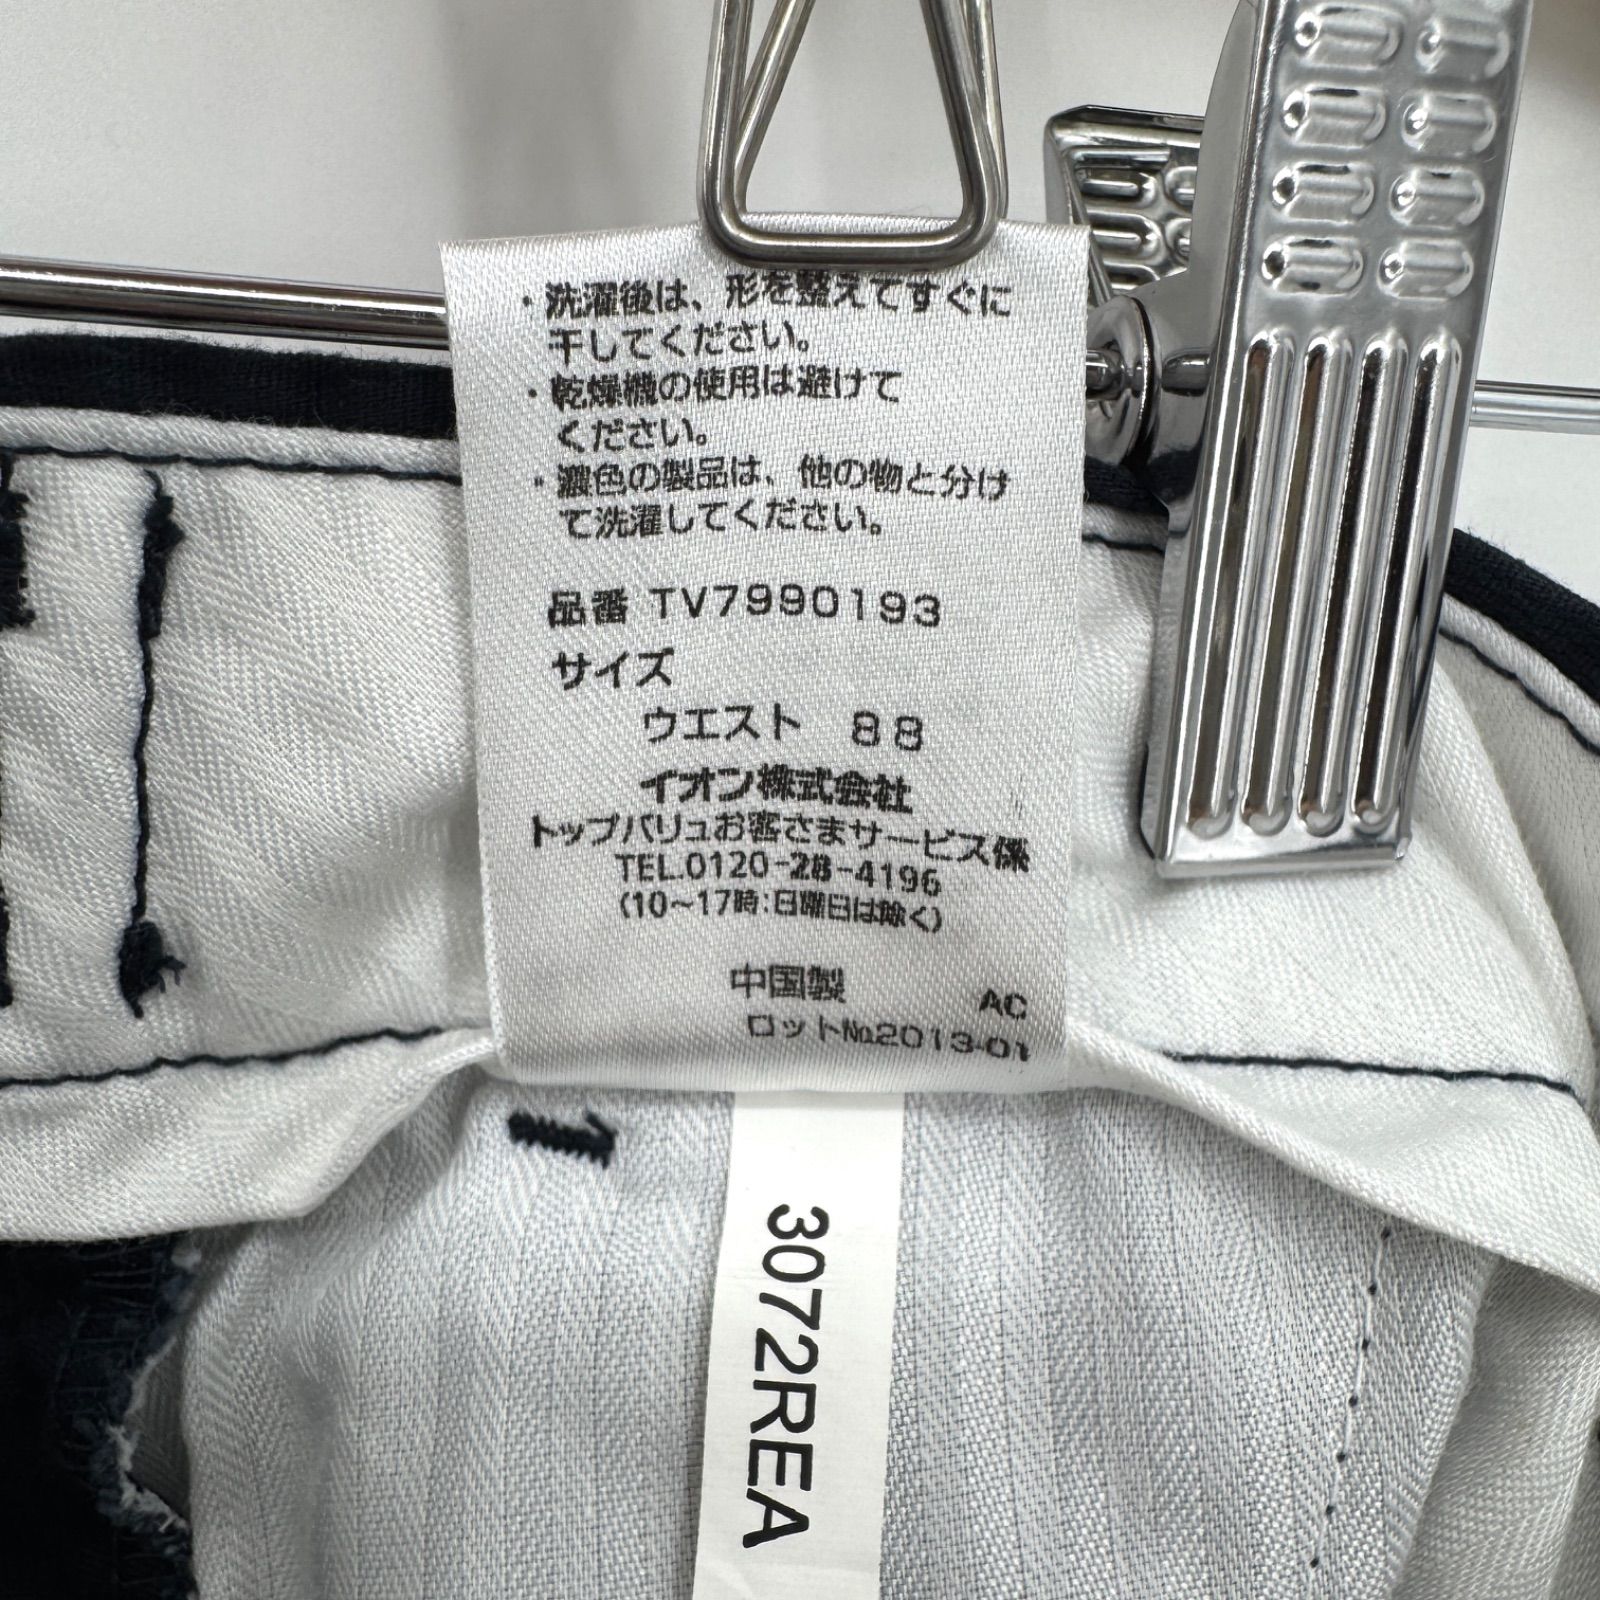 ・洗濯後は、形を整えてすぐに
干してください。
・乾燥機の使用は避けて
ください。
・濃色の製品は、他の物と分け
て洗濯してください。
品番 TV7990193
サイズ
ウエスト 88
イオン株式会社
トップバリュお客さまサービス係
TEL.0120-28-4196
(10～17時:日曜日は除く)
中国製 AC
ロット№2013-01
3072REA